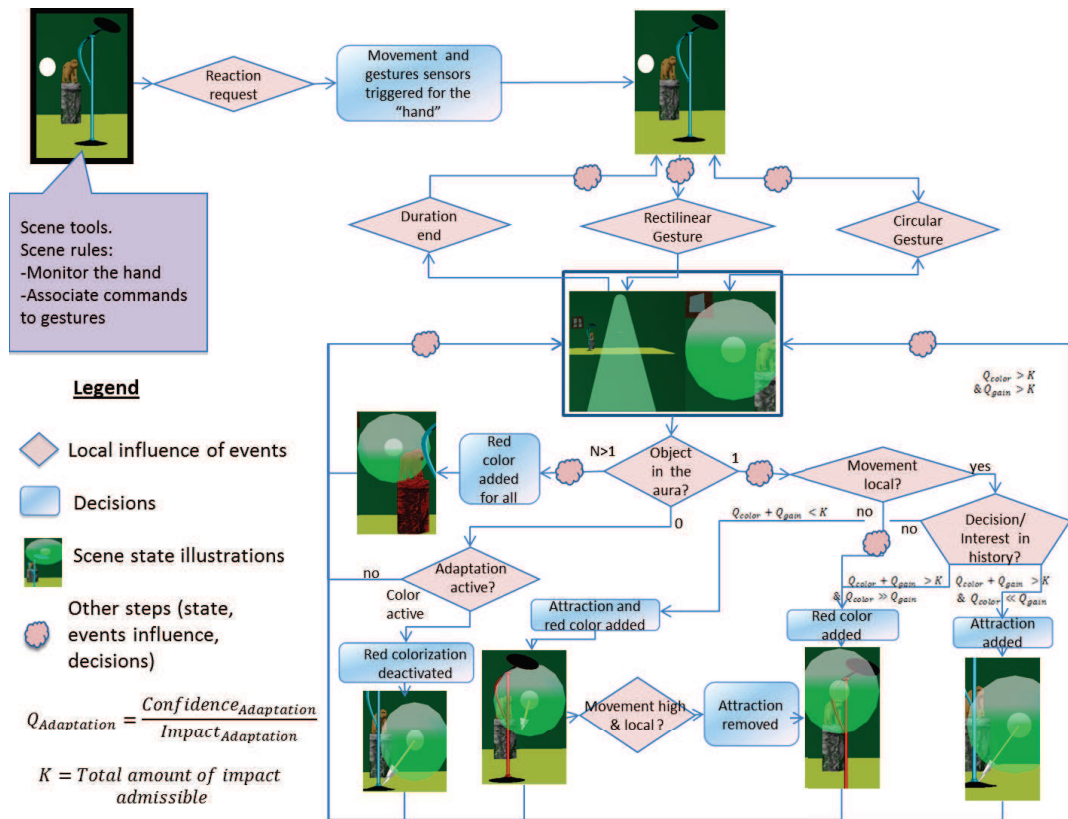 Reaction
request
Movement and
gestures sensors
triggered for the
“hand”
Scene tools.
Scene rules:
-Monitor the hand
-Associate commands
to gestures
Duration
end
Rectilinear
Gesture
Circular
Gesture
Legend
Local influence of events
Decisions
Scene state illustrations
Other steps (state,
events influence,
decisions)
Q_Adaptation = Confidence_Adaptation / Impact_Adaptation
K = Total amount of impact
admissible
Q_color > K
& Q_gain > K
Red
color
added
for all
N>1
Object
in the
aura?
1
0
Movement
local?
yes
no
Q_color + Q_gain < K
no
Decision/
Interest in
history?
Adaptation
active?
no
Color
active
Q_color + Q_gain > K
& Q_color ≫ Q_gain
Q_color + Q_gain > K
& Q_color ≪ Q_gain
Attraction and
red color added
Red color
added
Attraction
added
Red colorization
deactivated
Movement high
& local ?
Attraction
removed